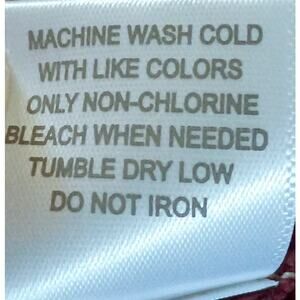 MACHINE WASH COLD
WITH LIKE COLORS
ONLY NON-CHLORINE
BLEACH WHEN NEEDED
TUMBLE DRY LOW
DO NOT IRON